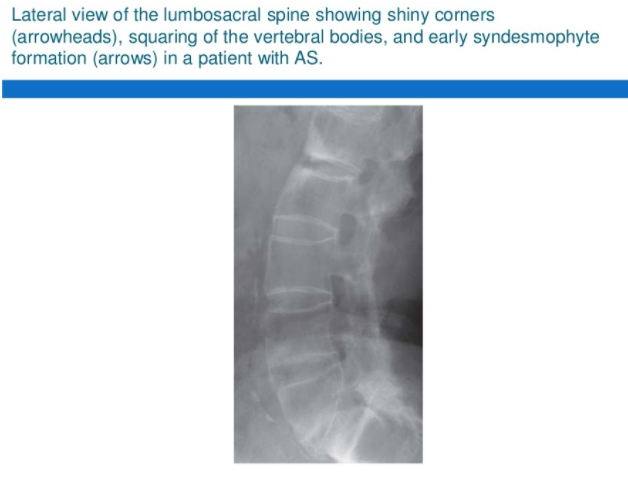 Lateral view of the lumbosacral spine showing shiny corners
(arrowheads), squaring of the vertebral bodies, and early syndesmophyte
formation (arrows) in a patient with AS.